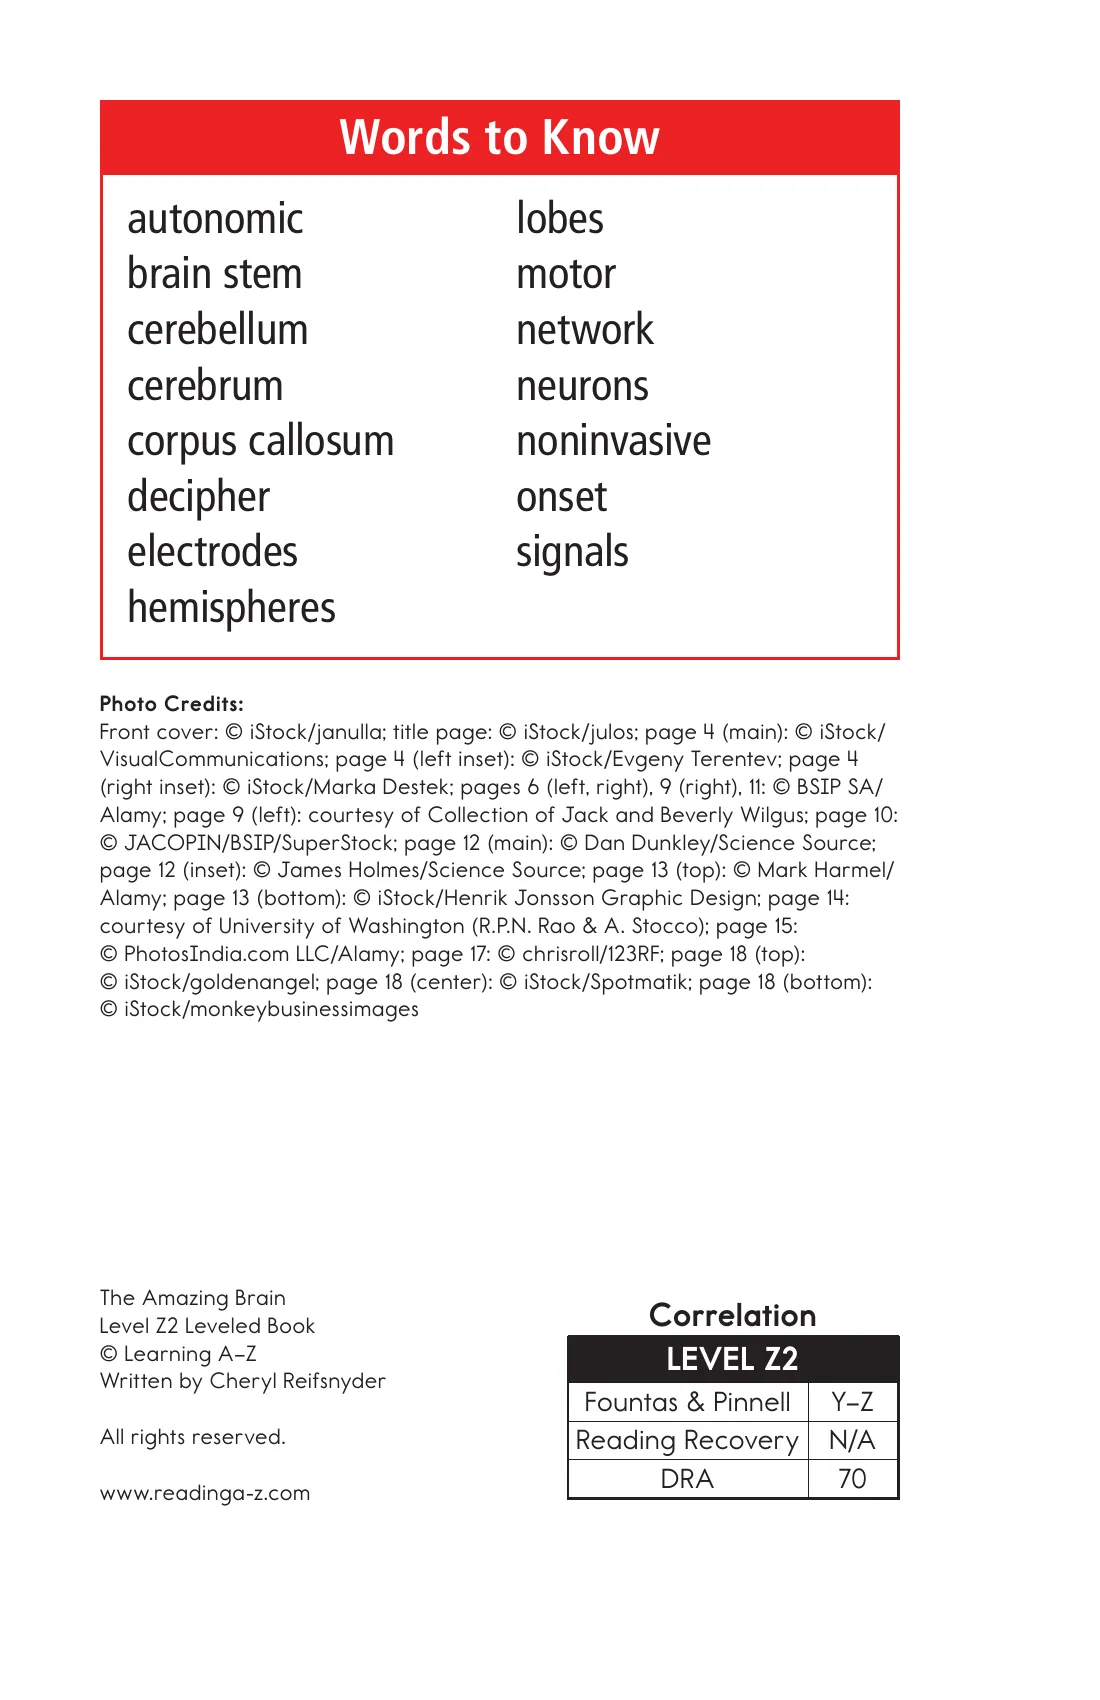 Words to Know
autonomic
brain stem
cerebellum
cerebrum
corpus callosum
decipher
electrodes
hemispheres
lobes
motor
network
neurons
noninvasive
onset
signals
Photo Credits:
Front cover: © iStock/janulla; title page: © iStock/julos; page 4 (main): © iStock/
VisualCommunications; page 4 (left inset): © iStock/Evgeny Terentev; page 4
(right inset): © iStock/Marka Destek; pages 6 (left, right), 9 (right), 11: © BSIP SA/
Alamy; page 9 (left): courtesy of Collection of Jack and Beverly Wilgus; page 10:
© JACOPIN/BSIP/SuperStock; page 12 (main): © Dan Dunkley/Science Source;
page 12 (inset): © James Holmes/Science Source; page 13 (top): © Mark Harmel/
Alamy; page 13 (bottom): © iStock/Henrik Jonsson Graphic Design; page 14:
courtesy of University of Washington (R.P.N. Rao & A. Stocco); page 15:
© PhotosIndia.com LLC/Alamy; page 17: © chrisroll/123RF; page 18 (top):
© iStock/goldenangel; page 18 (center): © iStock/Spotmatik; page 18 (bottom):
© iStock/monkeybusinessimages
The Amazing Brain
Level Z2 Leveled Book
© Learning A–Z
Written by Cheryl Reifsnyder
All rights reserved.
www.readinga-z.com
Correlation
LEVEL Z2
Fountas & Pinnell Y–Z
Reading Recovery N/A
DRA 70